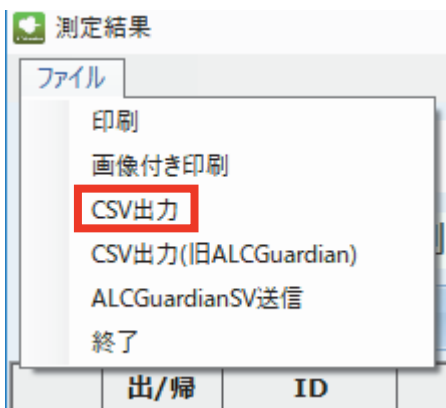 測定結果
ファイル
印刷
画像付き印刷
CSV出力
CSV出力(旧ALCGuardian)
ALCGuardianSV送信
終了
出/帰 ID